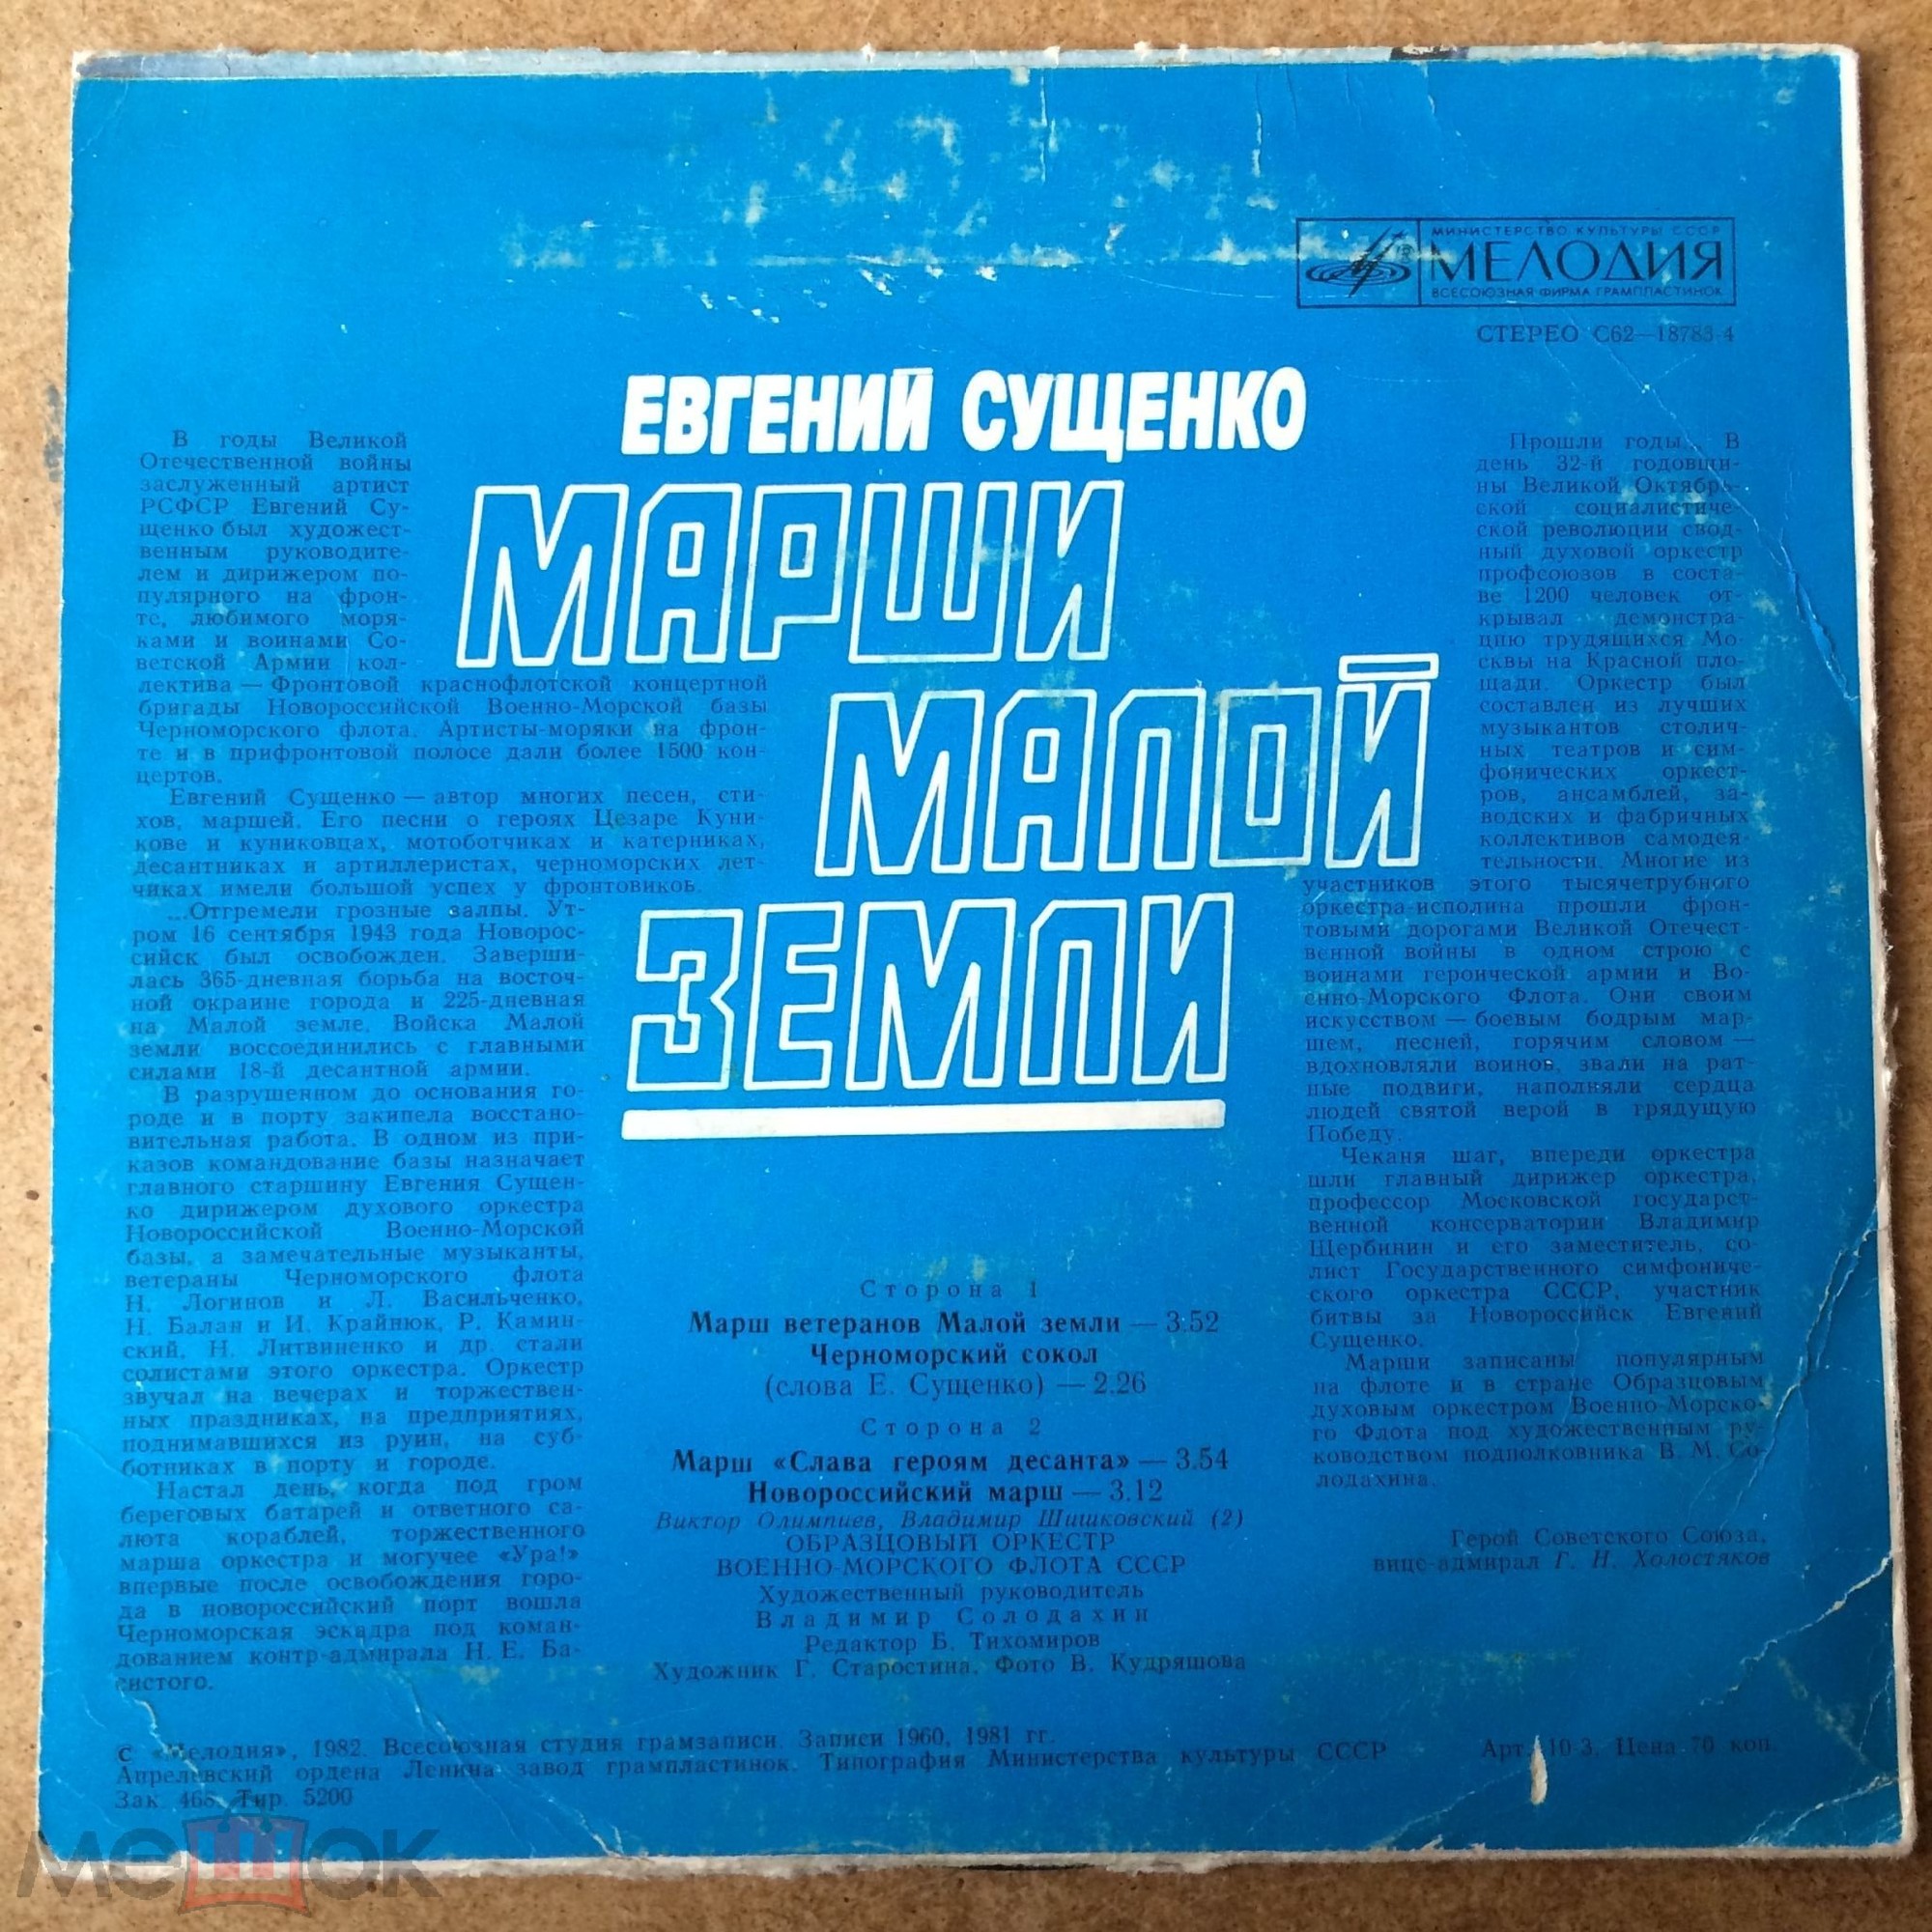 МИНИСТЕРСТВО КУЛЬТУРЫ СССР
МЕЛОДИЯ
ВСЕСОЮЗНАЯ ФИРМА ГРАМПЛАСТИНОК
СТЕРЕО С62—18783-4
ЕВГЕНИЙ СУЩЕНКО
МАРШИ
МАЛОЙ
ЗЕМЛИ
В годы Великой
Отечественной войны
заслуженный артист
РСФСР Евгений Су-
щенко был художест-
венным руководите-
лем и дирижером по-
пулярного на фрон-
те, любимого моря-
ками и воинами Со-
ветской Армии кол-
лектива — Фронтовой краснофлотской концертной
бригады Новороссийской Военно-Морской базы
Черноморского флота. Артисты-моряки на фрон-
те и в прифронтовой полосе дали более 1500 кон-
цертов.
Евгений Сущенко — автор многих песен, сти-
хов, маршей. Его песни о героях Цезаре Куни-
кове и куниковцах, мотоботчиках и катерниках,
десантниках и артиллеристах, черноморских лет-
чиках имели большой успех у фронтовиков.
...Отгремели грозные залпы. Ут-
ром 16 сентября 1943 года Новорос-
сийск был освобожден. Заверши-
лась 365-дневная борьба на восточ-
ной окраине города и 225-дневная
на Малой земле. Войска Малой
земли воссоединились с главными
силами 18-й десантной армии.
В разрушенном до основания го-
роде и в порту закипела восстано-
вительная работа. В одном из при-
казов командование базы назначает
главного старшину Евгения Сущен-
ко дирижером духового оркестра
Новороссийской Военно-Морской
базы, а замечательные музыканты,
ветераны Черноморского флота
Н. Логинов и Л. Васильченко,
Н. Балан и И. Крайнюк, Р. Камин-
ский, Н. Литвиненко и др. стали
солистами этого оркестра. Оркестр
звучал на вечерах и торжествен-
ных праздниках, на предприятиях,
поднимавшихся из руин, на суб-
ботниках в порту и городе.
Настал день, когда под гром
береговых батарей и ответного са-
люта кораблей, торжественного
марша оркестра и могучее «Ура!»
впервые после освобождения горо-
да в новороссийский порт вошла
Черноморская эскадра под коман-
дованием контр-адмирала Н. Е. Ба-
систого.
Сторона 1
Марш ветеранов Малой земли — 3.52
Черноморский сокол
(слова Е. Сущенко) — 2.26
Сторона 2
Марш «Слава героям десанта» — 3.54
Новороссийский марш — 3.12
Виктор Олимпиев, Владимир Шишковский (2)
ОБРАЗЦОВЫЙ ОРКЕСТР
ВОЕННО-МОРСКОГО ФЛОТА СССР
Художественный руководитель
Владимир Солодахин
Редактор Б. Тихомиров
Художник Г. Старостина. Фото В. Кудряшова
Прошли годы... В
день 32-й годовщи-
ны Великой Октябрь-
ской социалистиче-
ской революции свод-
ный духовой оркестр
профсоюзов в соста-
ве 1200 человек от-
крывал демонстра-
цию трудящихся Мо-
сквы на Красной пло-
щади. Оркестр был
составлен из лучших
музыкантов столич-
ных театров и сим-
фонических оркест-
ров, ансамблей, за-
водских и фабричных
коллективов самодея-
тельности. Многие из
участников этого тысячетрубного
оркестра-исполина прошли фрон-
товыми дорогами Великой Отечест-
венной войны в одном строю с
воинами героической армии и Во-
енно-Морского Флота. Они своим
искусством — боевым бодрым мар-
шем, песней, горячим словом —
вдохновляли воинов, звали на рат-
ные подвиги, наполняли сердца
людей святой верой в грядущую
Победу.
Чеканя шаг, впереди оркестра
шли главный дирижер оркестра,
профессор Московской государст-
венной консерватории Владимир
Щербинин и его заместитель, со-
лист Государственного симфониче-
ского оркестра СССР, участник
битвы за Новороссийск Евгений
Сущенко.
Марши записаны популярным
на флоте и в стране Образцовым
духовым оркестром Военно-Морско-
го Флота под художественным ру-
ководством подполковника В. М. Со-
лодахина.
Герой Советского Союза,
вице-адмирал Г. Н. Холостяков
С «Мелодия», 1982. Всесоюзная студия грамзаписи. Записи 1960, 1981 гг.
Апрелевский ордена Ленина завод грампластинок. Типография Министерства культуры СССР
Зак. 468 Тир. 5200
Арт. 10-3. Цена 70 коп.
мешок